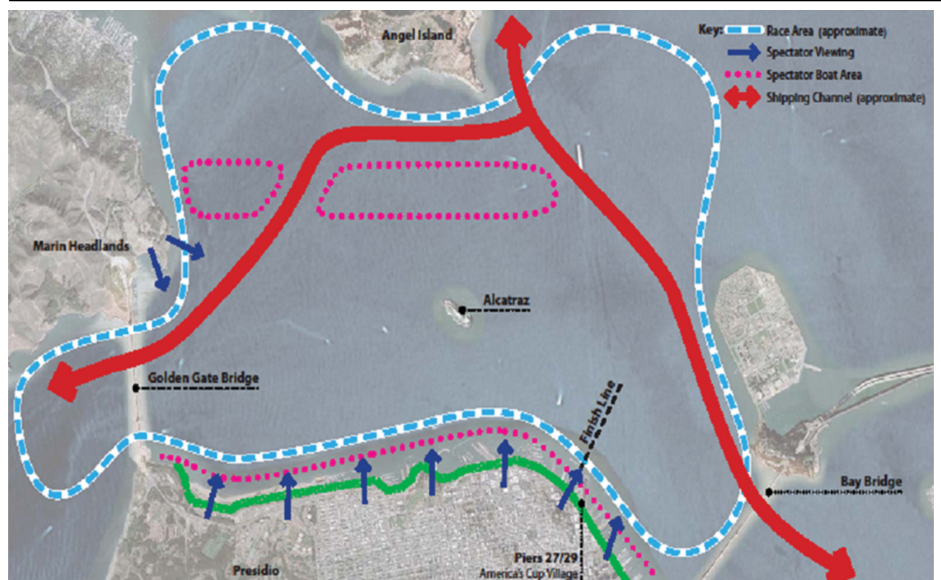 Angel Island
Key:
Race Area (approximate)
Spectator Viewing
Spectator Boat Area
Shipping Channel (approximate)
Marin Headlands
Alcatraz
Golden Gate Bridge
Finish Line
Bay Bridge
Piers 27/29
America's Cup Village
Presidio